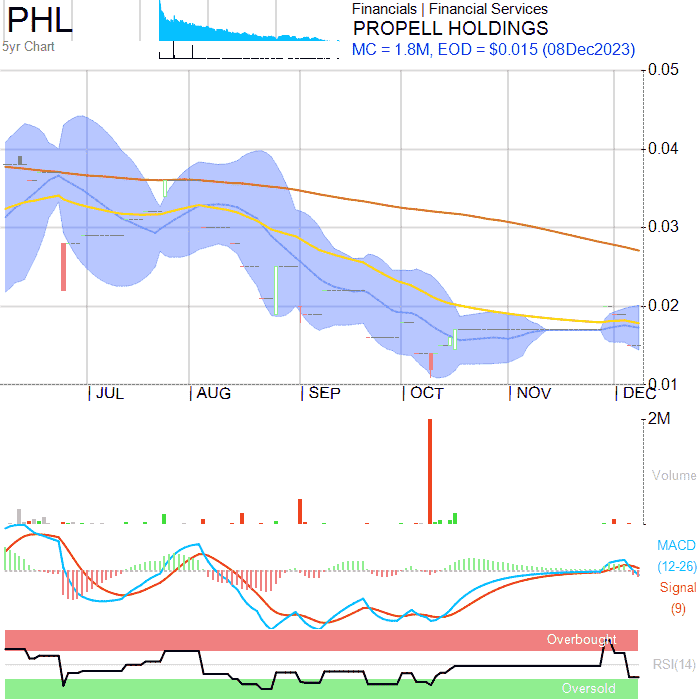 PHL
5yr Chart
Financials | Financial Services
PROPELL HOLDINGS
MC = 1.8M, EOD = $0.015 (08Dec2023)
0.05
0.04
0.03
0.02
0.01
JUL AUG SEP OCT NOV DEC
2M
Volume
MACD
(12-26)
Signal
(9)
Overbought
RSI(14)
Oversold